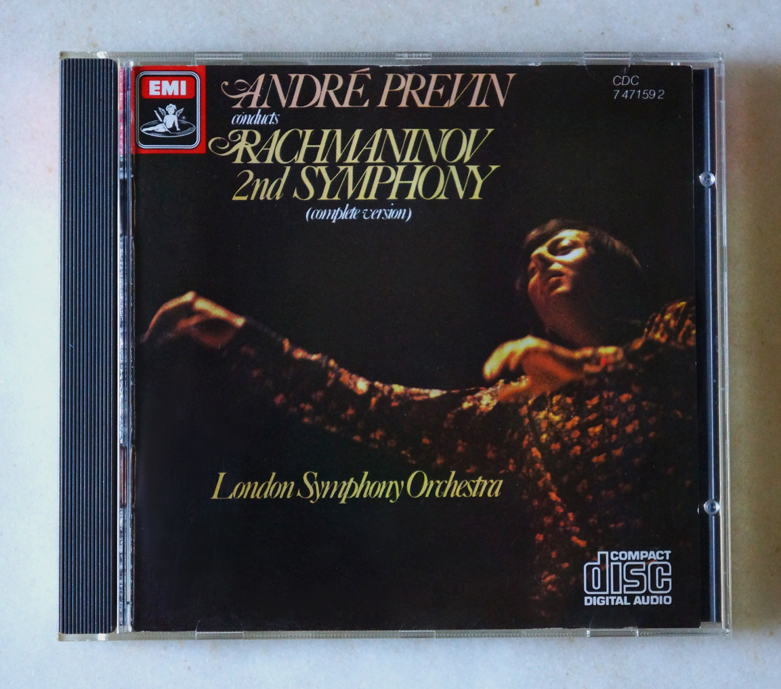 EMI
ANDRÉ PREVIN
conducts
RACHMANINOV
2nd SYMPHONY
(complete version)
CDC
7 47159 2
London Symphony Orchestra
COMPACT
disc
DIGITAL AUDIO